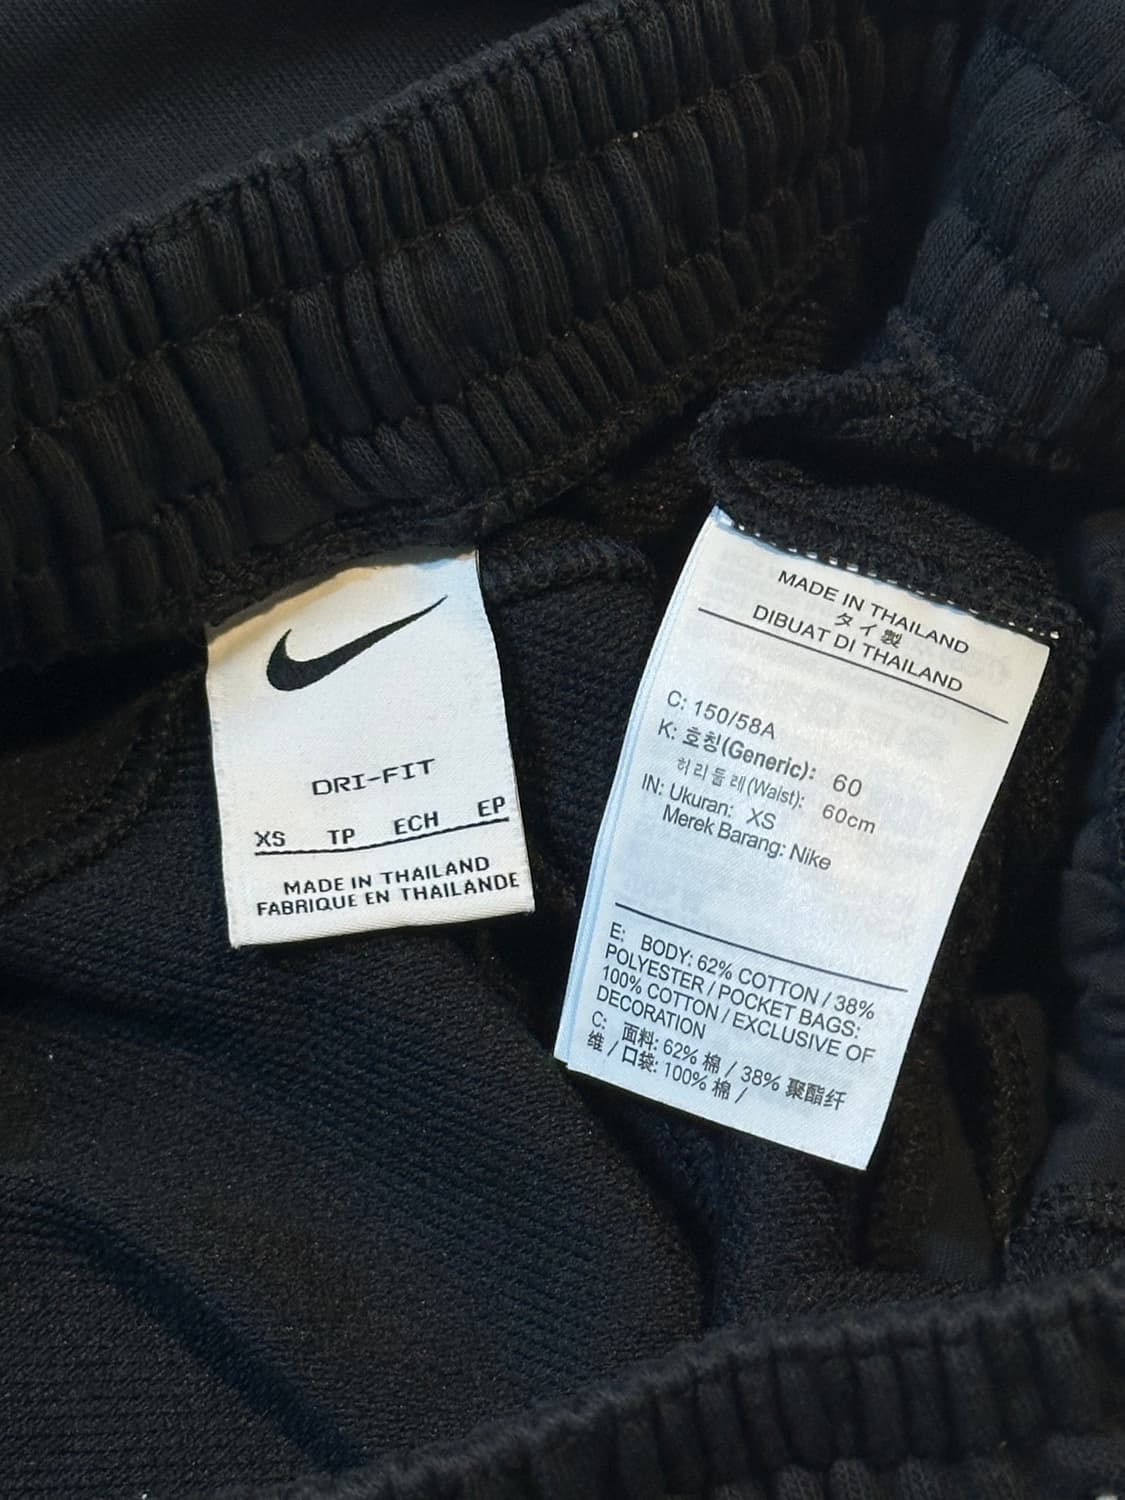 DRI-FIT
XS TP ECH EP
MADE IN THAILAND
FABRIQUE EN THAILANDE
MADE IN THAILAND
タイ製
DIBUAT DI THAILAND
C: 150/58A
K: 호칭(Generic): 60
허리둘레(Waist): 60cm
IN: Ukuran: XS
Merek Barang: Nike
E: BODY: 62% COTTON / 38%
POLYESTER / POCKET BAGS:
100% COTTON / EXCLUSIVE OF
DECORATION
C: 面料: 62% 棉 / 38% 聚酯纤
维 / 口袋: 100% 棉 /